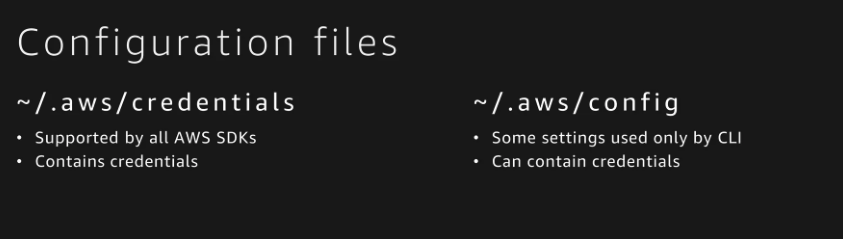 Configuration files
~/.aws/credentials
• Supported by all AWS SDKs
• Contains credentials
~/.aws/config
• Some settings used only by CLI
• Can contain credentials